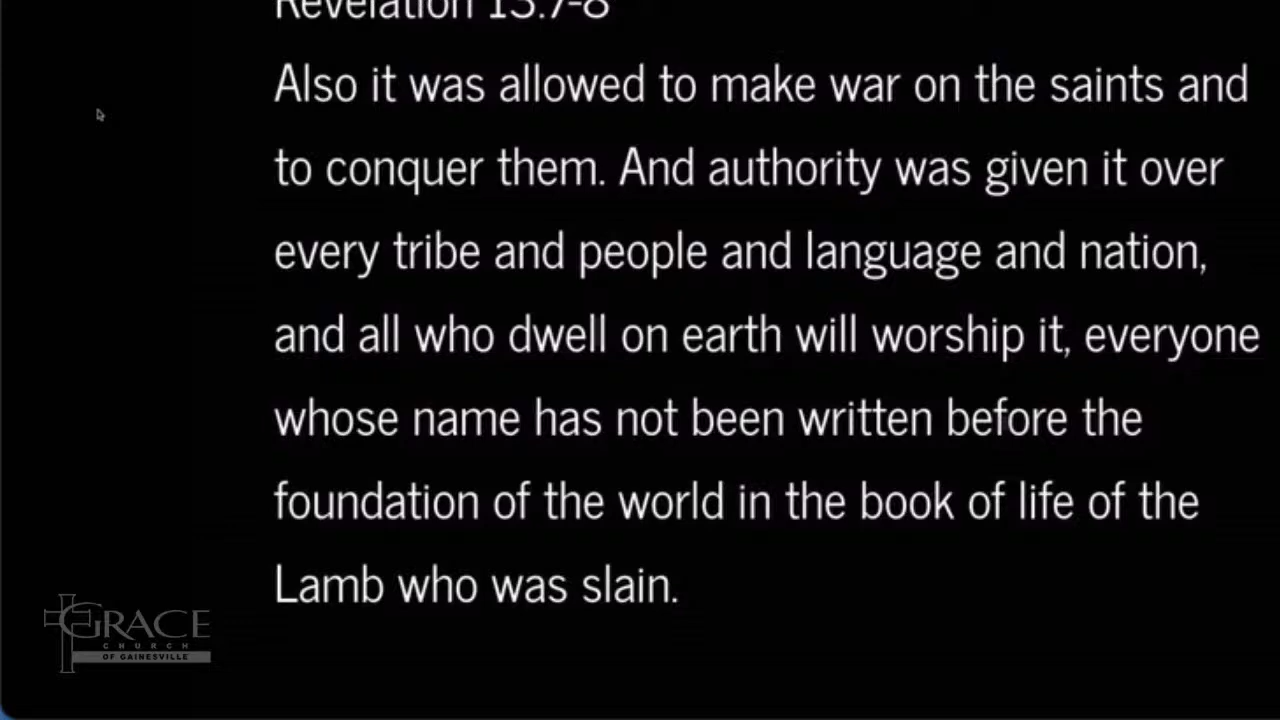 Revelation 13:7-8
Also it was allowed to make war on the saints and
to conquer them. And authority was given it over
every tribe and people and language and nation,
and all who dwell on earth will worship it, everyone
whose name has not been written before the
foundation of the world in the book of life of the
Lamb who was slain.
GRACE
CHURCH
OF GAINESVILLE